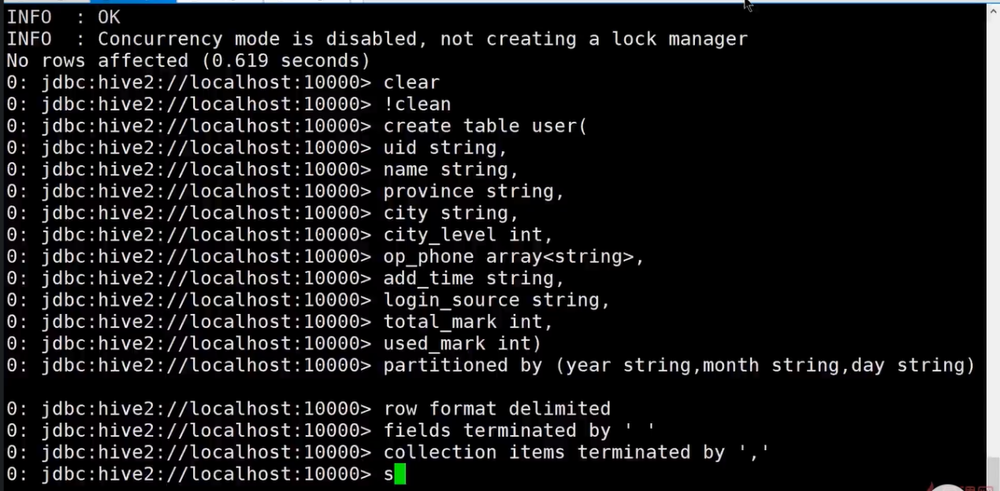 INFO  : OK
INFO  : Concurrency mode is disabled, not creating a lock manager
No rows affected (0.619 seconds)
0: jdbc:hive2://localhost:10000> clear
0: jdbc:hive2://localhost:10000> !clean
0: jdbc:hive2://localhost:10000> create table user(
0: jdbc:hive2://localhost:10000> uid string,
0: jdbc:hive2://localhost:10000> name string,
0: jdbc:hive2://localhost:10000> province string,
0: jdbc:hive2://localhost:10000> city string,
0: jdbc:hive2://localhost:10000> city_level int,
0: jdbc:hive2://localhost:10000> op_phone array<string>,
0: jdbc:hive2://localhost:10000> add_time string,
0: jdbc:hive2://localhost:10000> login_source string,
0: jdbc:hive2://localhost:10000> total_mark int,
0: jdbc:hive2://localhost:10000> used_mark int)
0: jdbc:hive2://localhost:10000> partitioned by (year string,month string,day string)
0: jdbc:hive2://localhost:10000> row format delimited
0: jdbc:hive2://localhost:10000> fields terminated by ' '
0: jdbc:hive2://localhost:10000> collection items terminated by ','
0: jdbc:hive2://localhost:10000> s